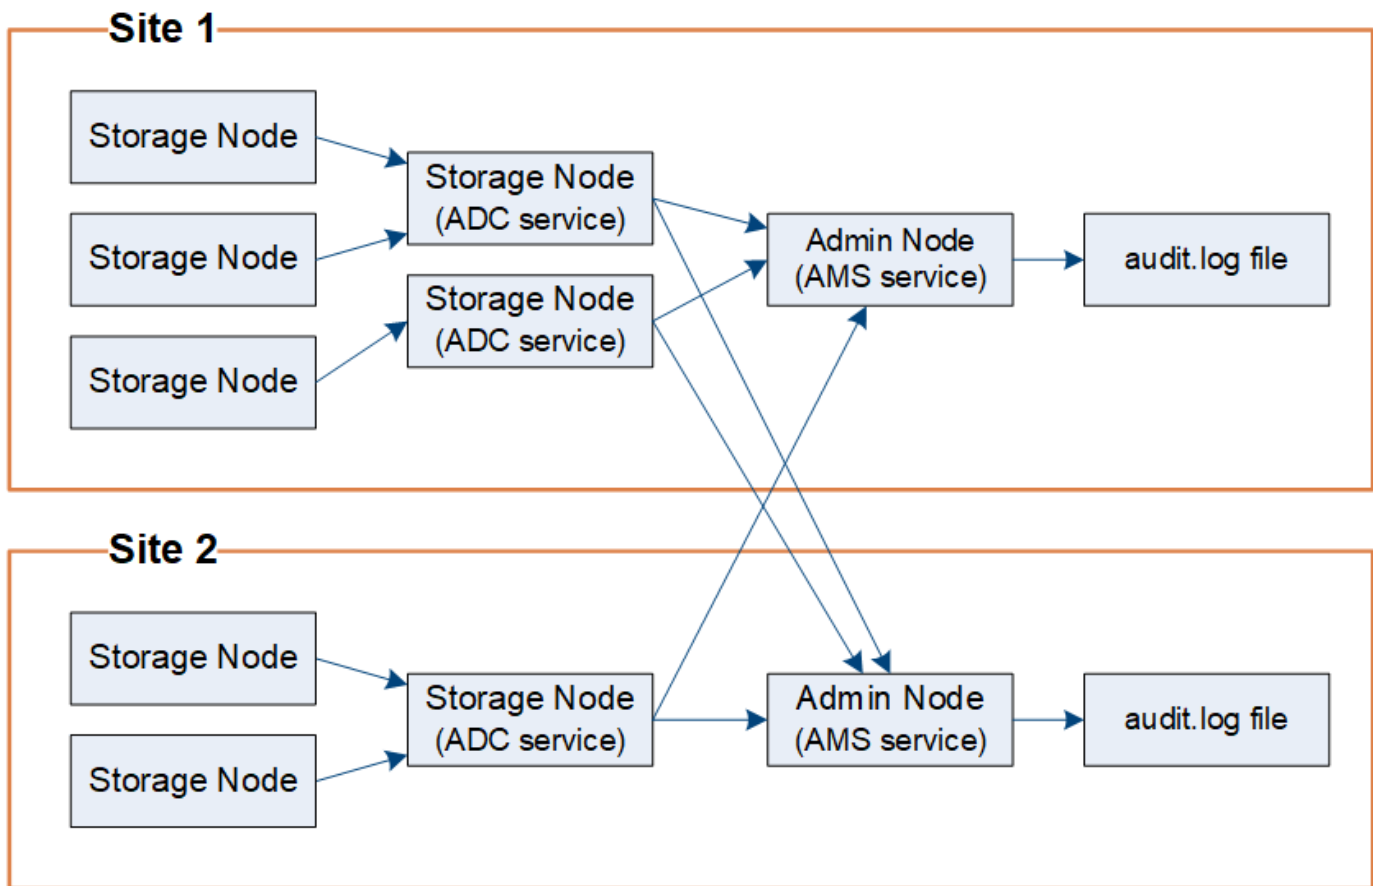 Site 1
Storage Node
Storage Node
Storage Node
Storage Node
(ADC service)
Storage Node
(ADC service)
Admin Node
(AMS service)
audit.log file
Site 2
Storage Node
Storage Node
Storage Node
(ADC service)
Admin Node
(AMS service)
audit.log file